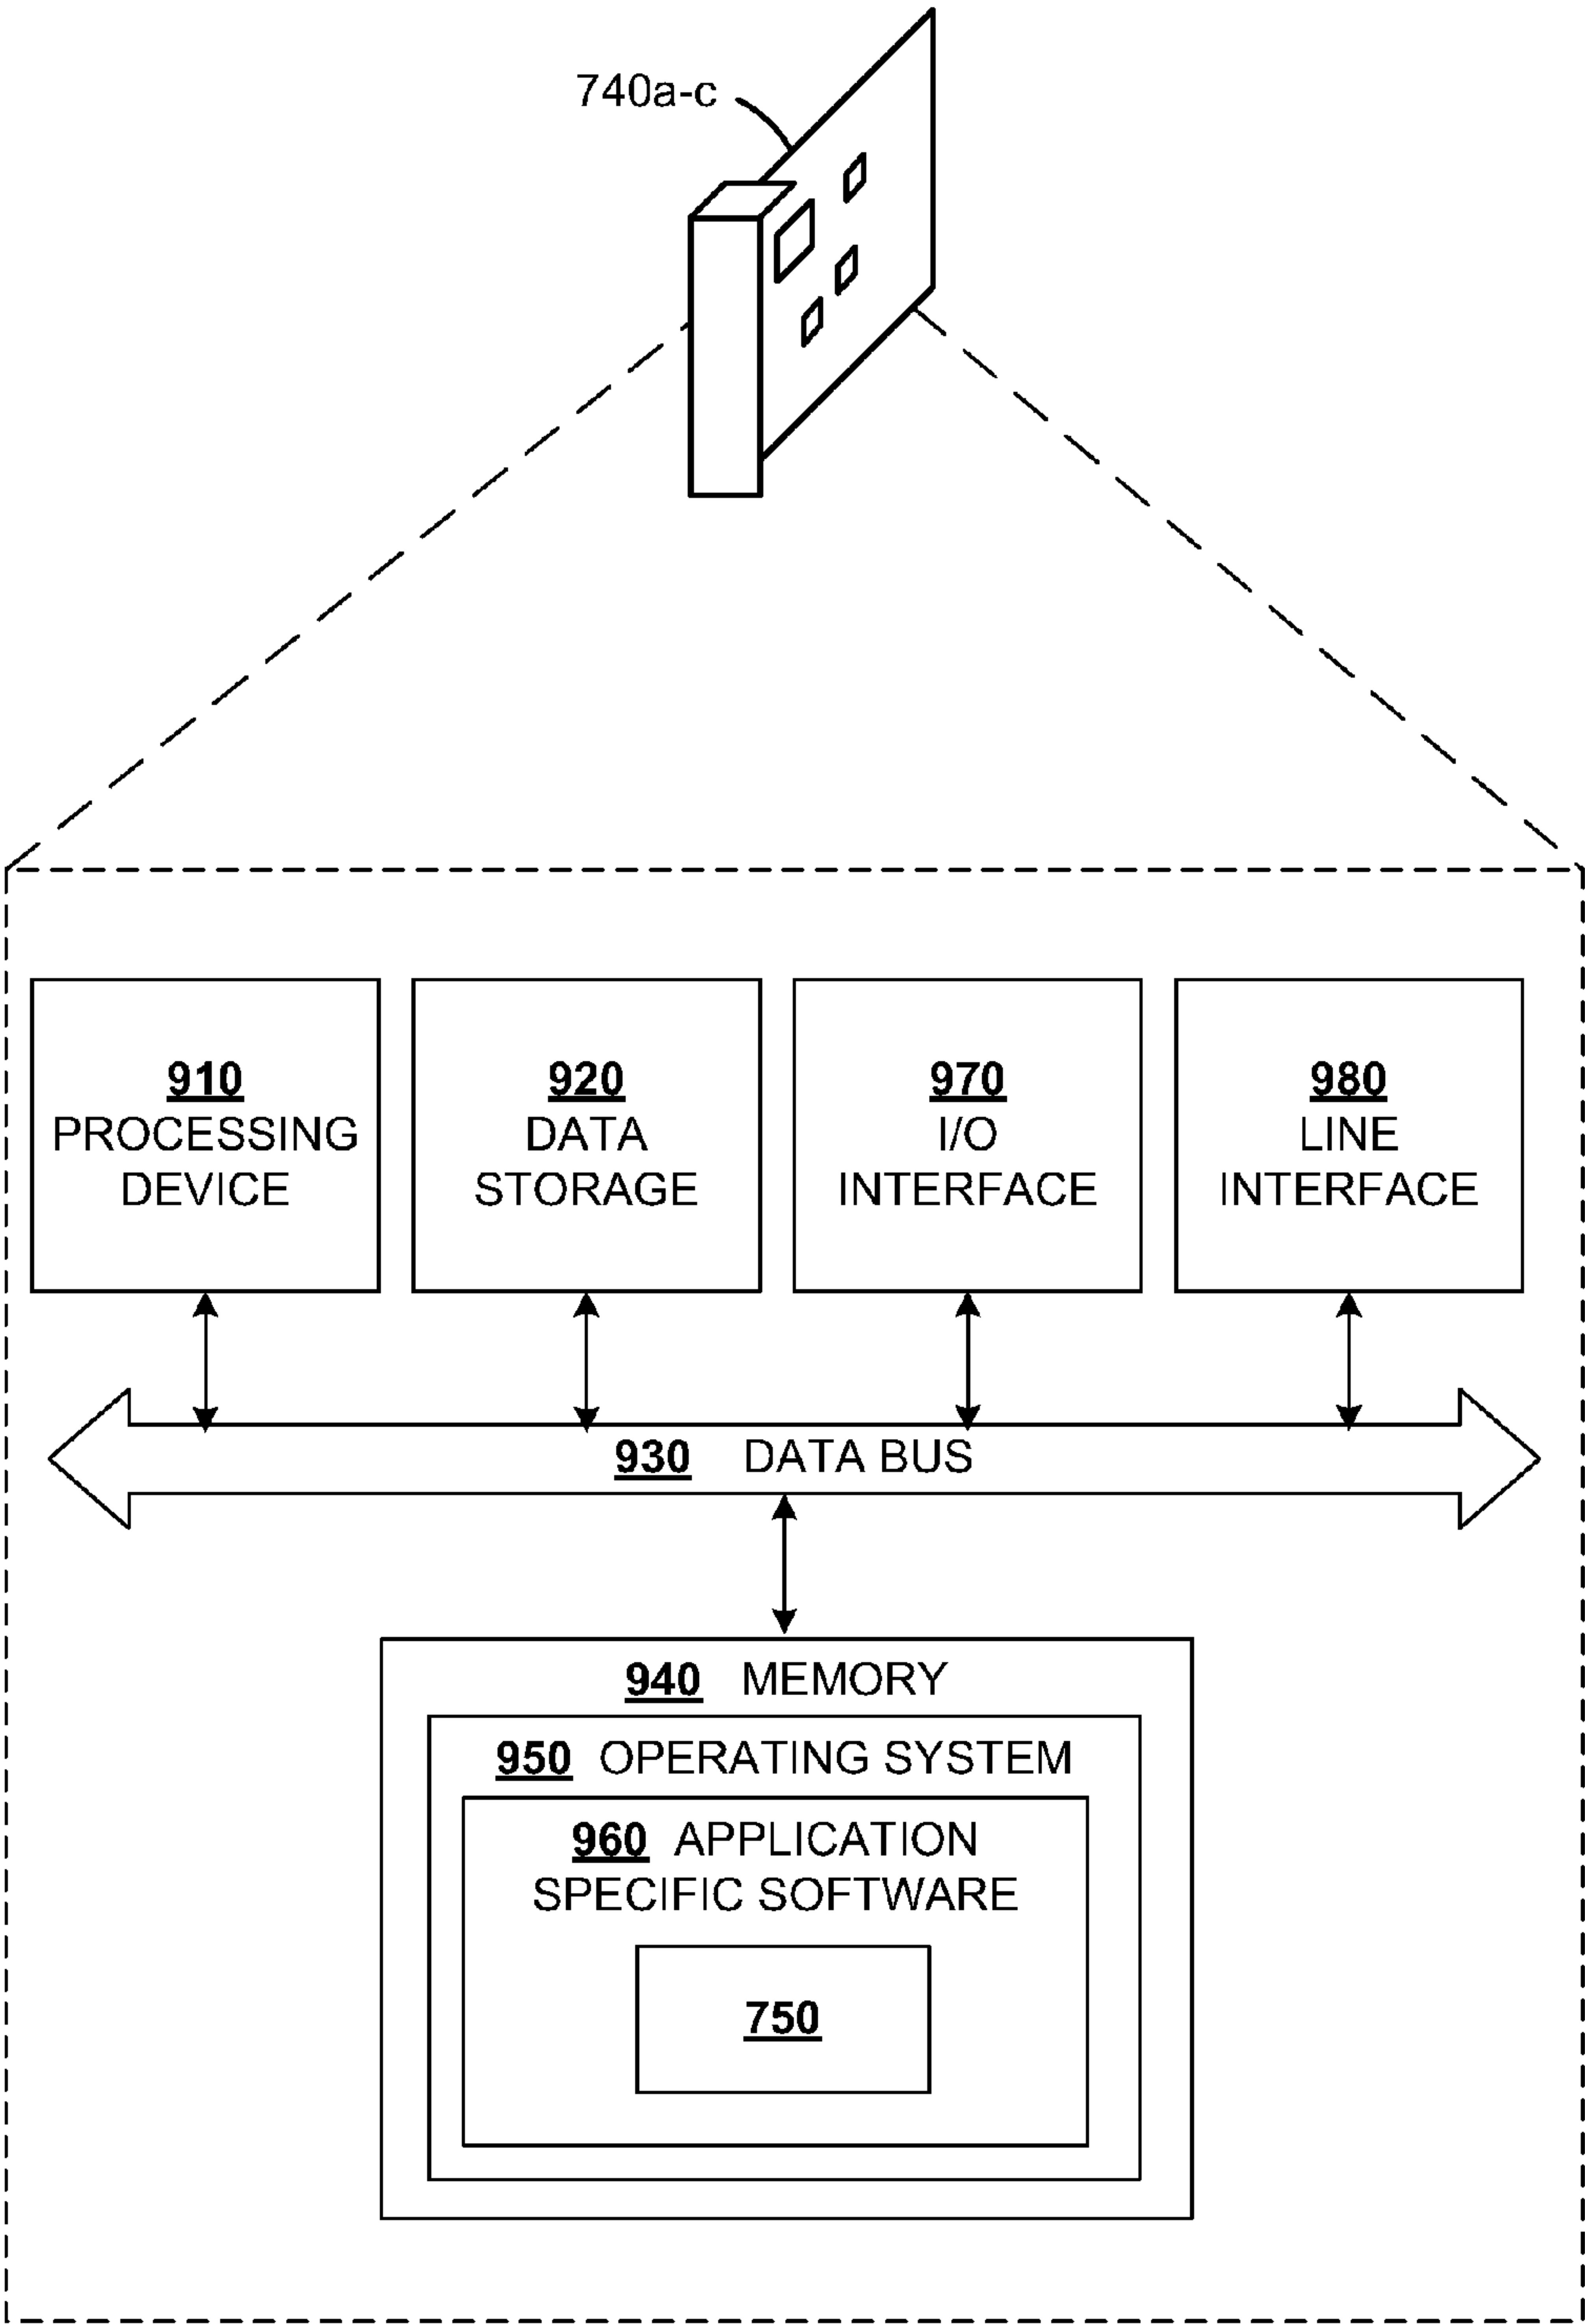 740a-c
910
PROCESSING
DEVICE
920
DATA
STORAGE
970
I/O
INTERFACE
980
LINE
INTERFACE
930 DATA BUS
940 MEMORY
950 OPERATING SYSTEM
960 APPLICATION
SPECIFIC SOFTWARE
750